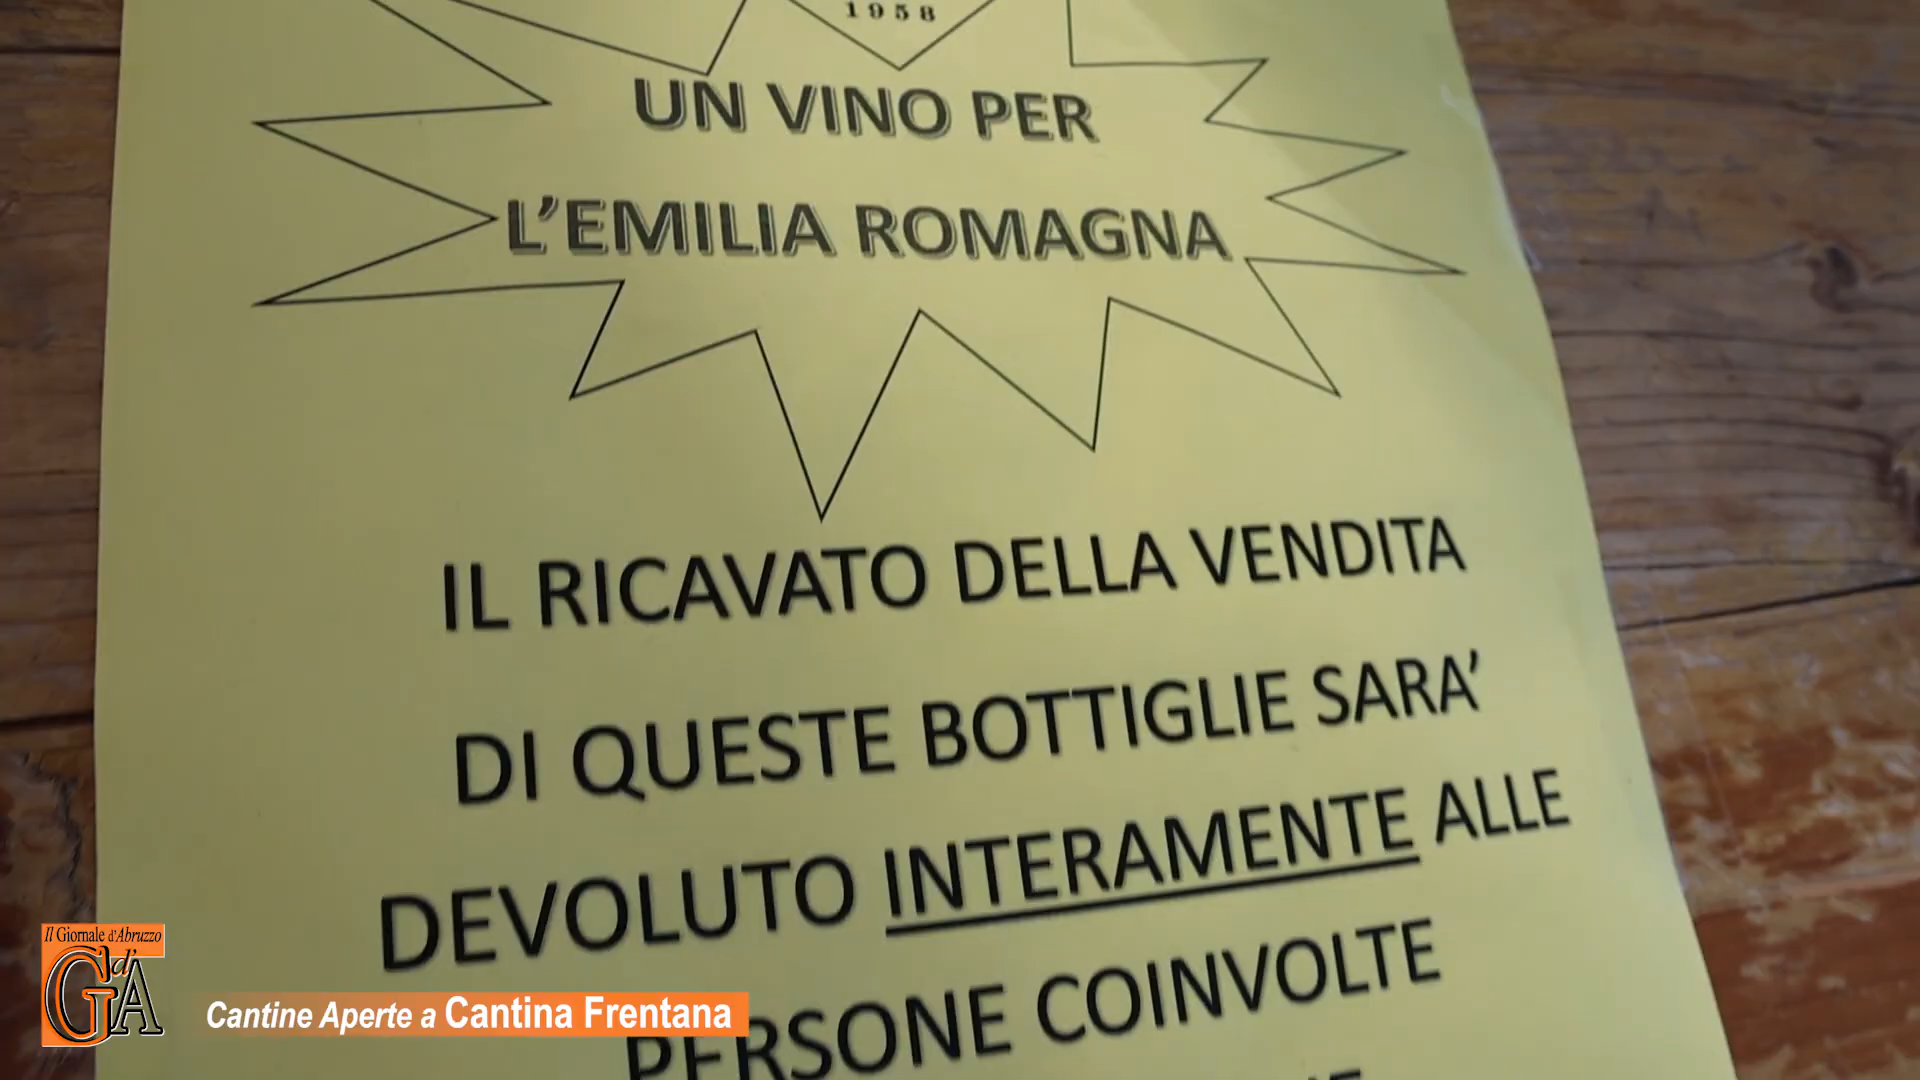 1958
UN VINO PER
L'EMILIA ROMAGNA
IL RICAVATO DELLA VENDITA
DI QUESTE BOTTIGLIE SARA'
DEVOLUTO INTERAMENTE ALLE
PERSONE COINVOLTE
Il Giornale d'Abruzzo
Gd'A
Cantine Aperte a Cantina Frentana